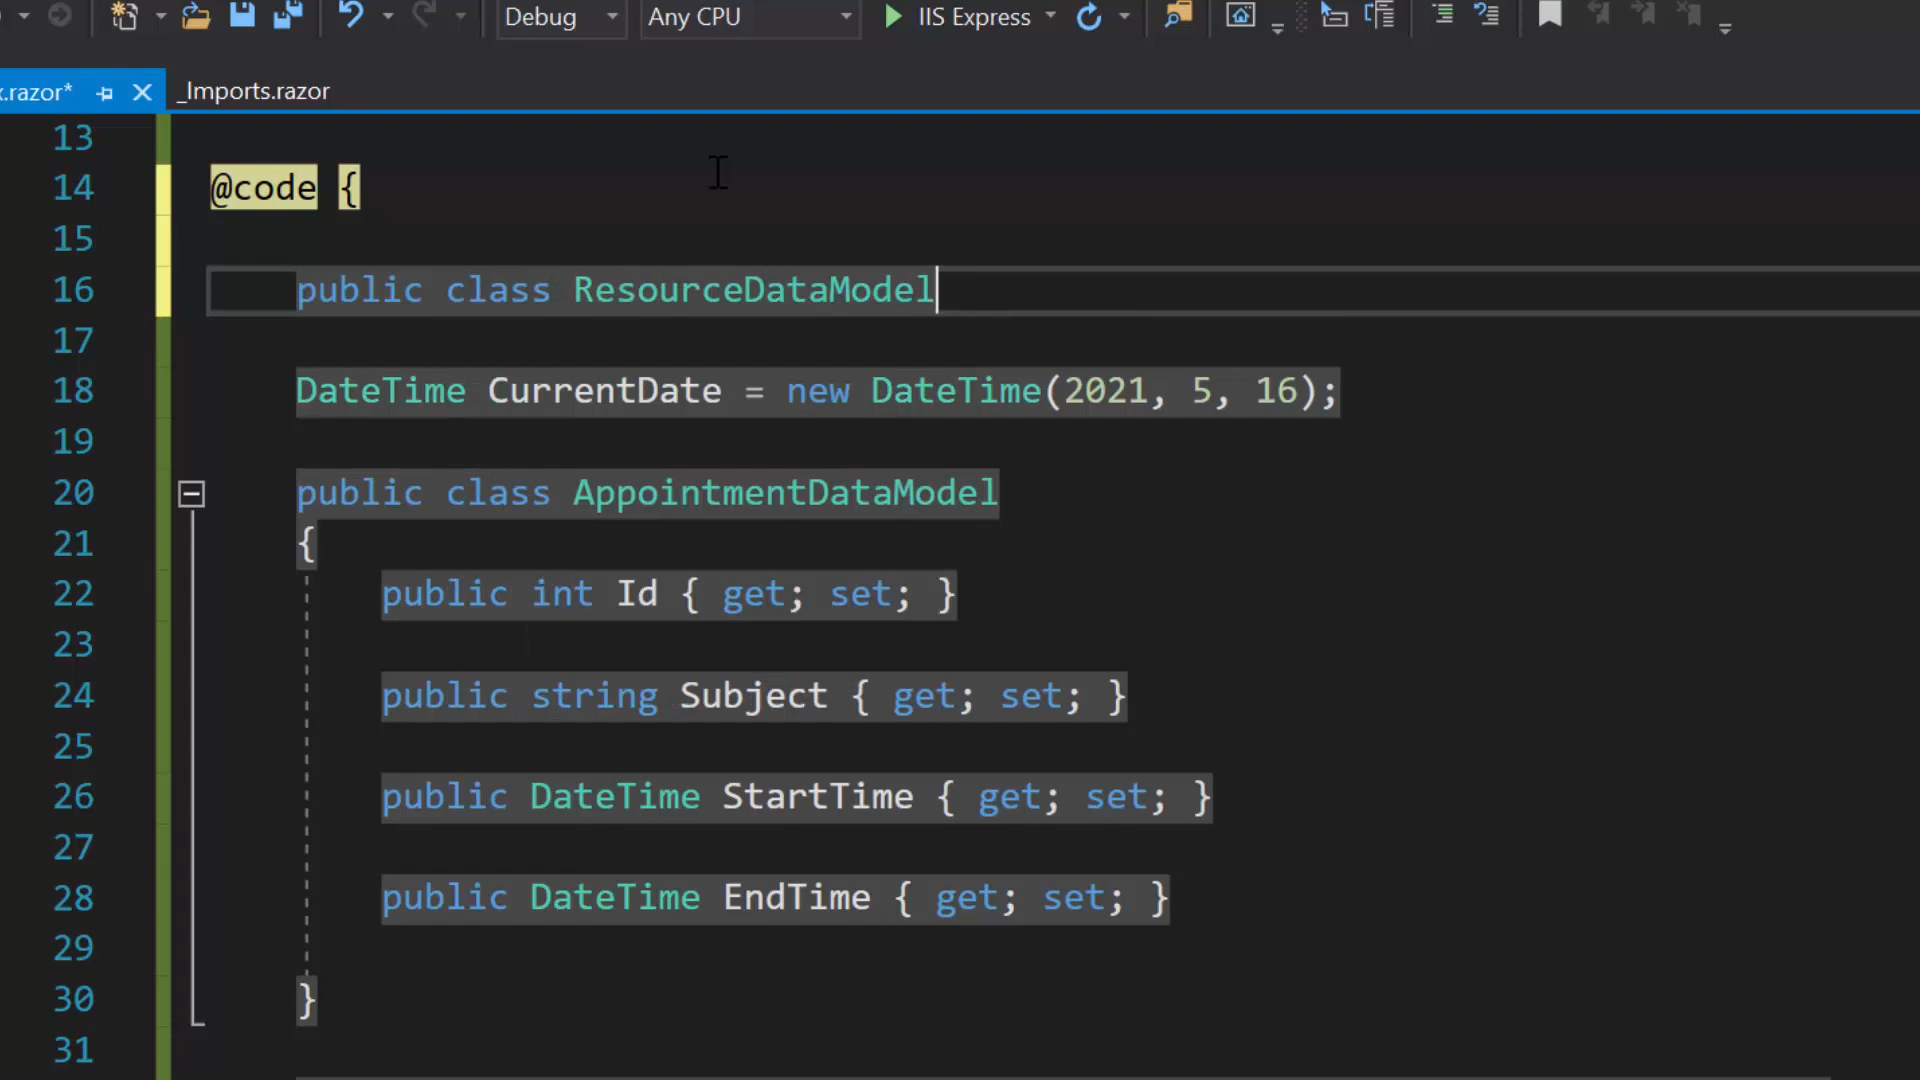 Debug Any CPU IIS Express
x.razor* _Imports.razor
13
14 @code {
15
16 public class ResourceDataModel
17
18 DateTime CurrentDate = new DateTime(2021, 5, 16);
19
20 public class AppointmentDataModel
21 {
22 public int Id { get; set; }
23
24 public string Subject { get; set; }
25
26 public DateTime StartTime { get; set; }
27
28 public DateTime EndTime { get; set; }
29
30 }
31